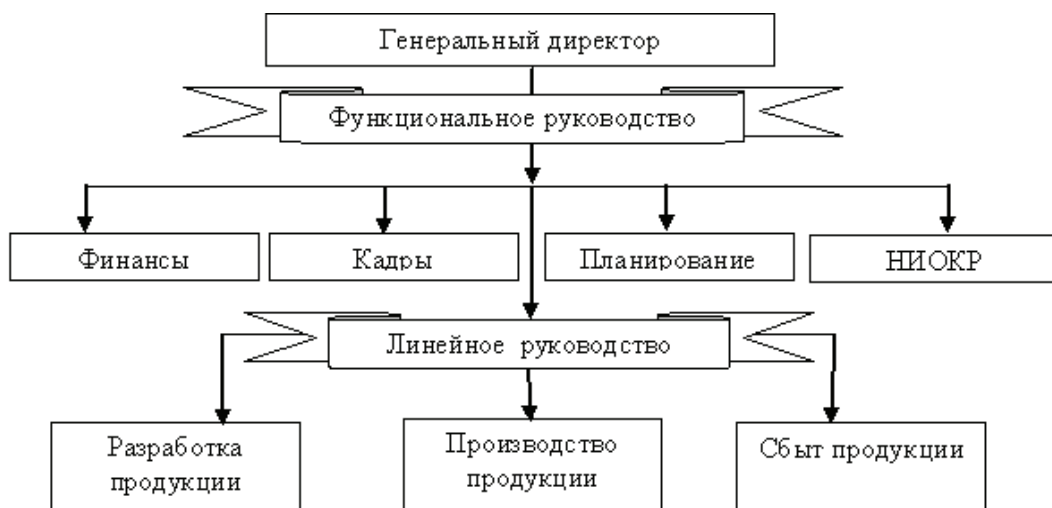 Генеральный директор
Функциональное руководство
Финансы
Кадры
Планирование
НИОКР
Линейное руководство
Разработка
продукции
Производство
продукции
Сбыт продукции